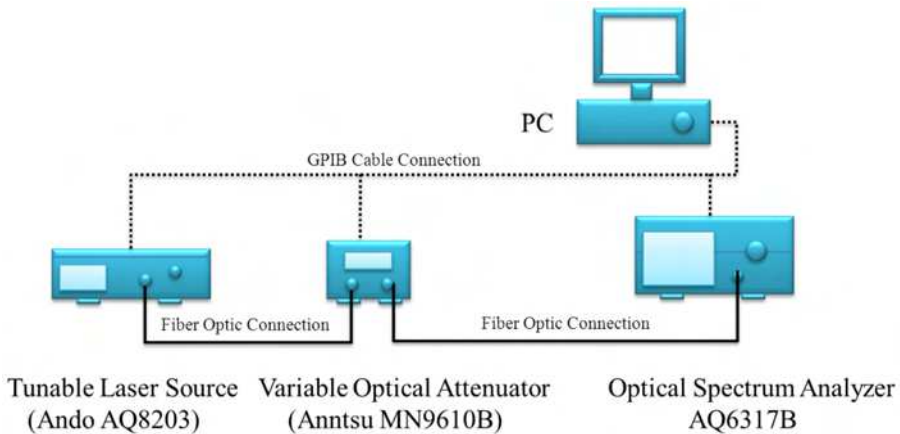 PC
GPIB Cable Connection
Fiber Optic Connection
Fiber Optic Connection
Tunable Laser Source
(Ando AQ8203)
Variable Optical Attenuator
(Anntsu MN9610B)
Optical Spectrum Analyzer
AQ6317B